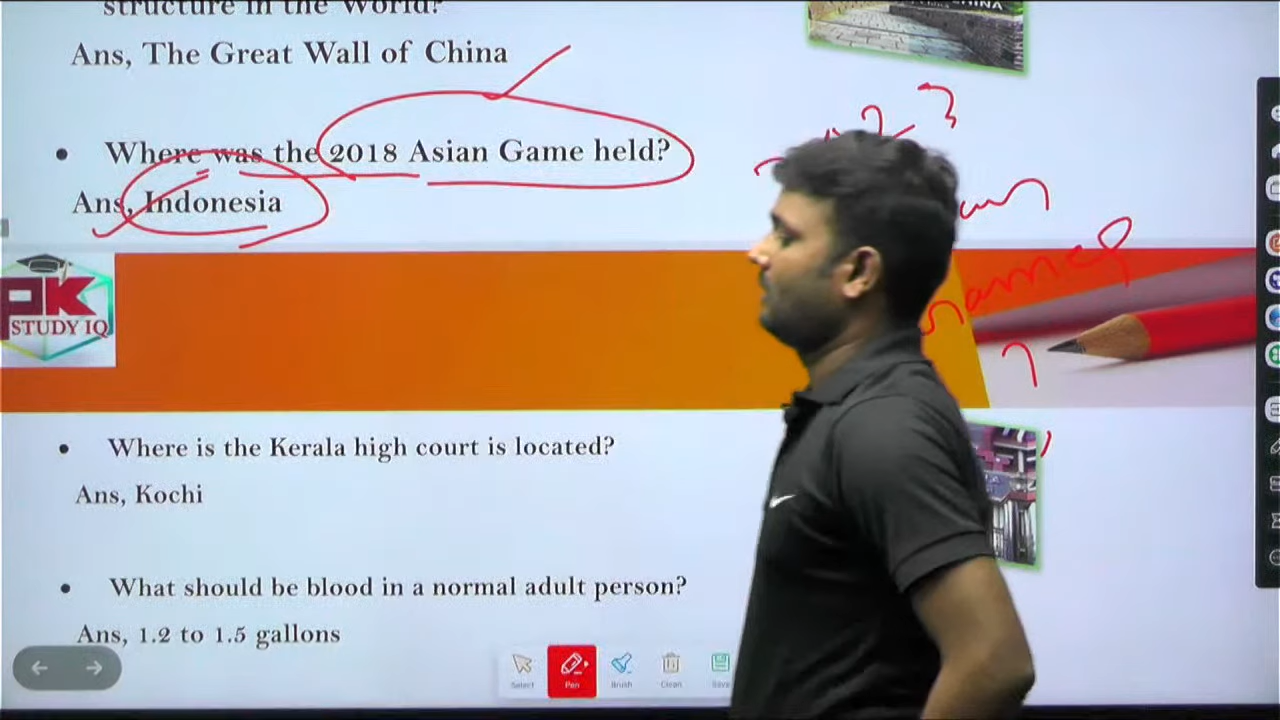 structure in the World?
Ans, The Great Wall of China
CHINA
• Where was the 2018 Asian Game held?
Ans, Indonesia
PK
STUDY IQ
• Where is the Kerala high court is located?
Ans, Kochi
• What should be blood in a normal adult person?
Ans, 1.2 to 1.5 gallons
Select
Pen
Brush
Clean
Save